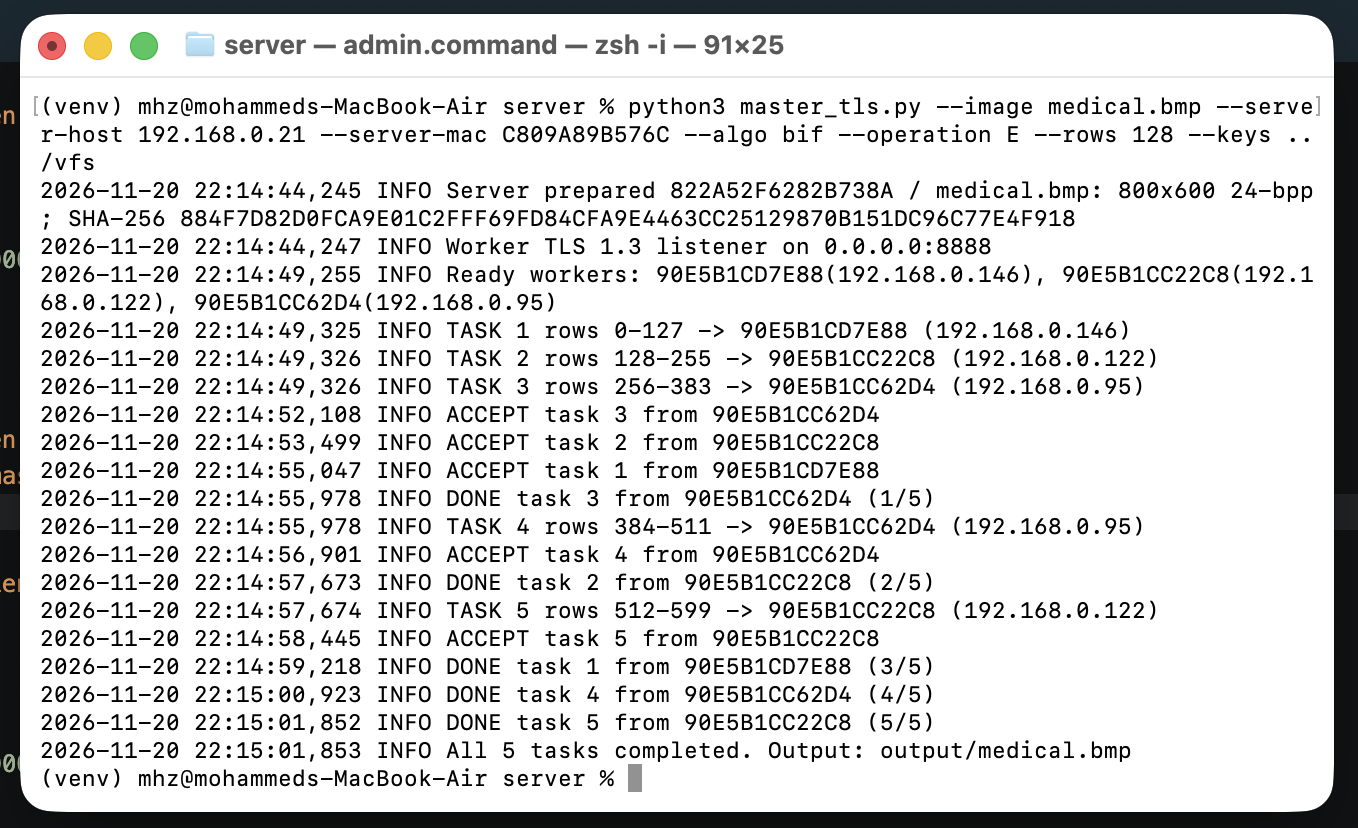 server — admin.command — zsh -i — 91×25
(venv) mhz@mohammeds-MacBook-Air server % python3 master_tls.py --image medical.bmp --serve
r-host 192.168.0.21 --server-mac C809A89B576C --algo bif --operation E --rows 128 --keys ..
/vfs
2026-11-20 22:14:44,245 INFO Server prepared 822A52F6282B738A / medical.bmp: 800x600 24-bpp
; SHA-256 884F7D82D0FCA9E01C2FFF69FD84CFA9E4463CC25129870B151DC96C77E4F918
2026-11-20 22:14:44,247 INFO Worker TLS 1.3 listener on 0.0.0.0:8888
2026-11-20 22:14:49,255 INFO Ready workers: 90E5B1CD7E88(192.168.0.146), 90E5B1CC22C8(192.1
68.0.122), 90E5B1CC62D4(192.168.0.95)
2026-11-20 22:14:49,325 INFO TASK 1 rows 0-127 -> 90E5B1CD7E88 (192.168.0.146)
2026-11-20 22:14:49,326 INFO TASK 2 rows 128-255 -> 90E5B1CC22C8 (192.168.0.122)
2026-11-20 22:14:49,326 INFO TASK 3 rows 256-383 -> 90E5B1CC62D4 (192.168.0.95)
2026-11-20 22:14:52,108 INFO ACCEPT task 3 from 90E5B1CC62D4
2026-11-20 22:14:53,499 INFO ACCEPT task 2 from 90E5B1CC22C8
2026-11-20 22:14:55,047 INFO ACCEPT task 1 from 90E5B1CD7E88
2026-11-20 22:14:55,978 INFO DONE task 3 from 90E5B1CC62D4 (1/5)
2026-11-20 22:14:55,978 INFO TASK 4 rows 384-511 -> 90E5B1CC62D4 (192.168.0.95)
2026-11-20 22:14:56,901 INFO ACCEPT task 4 from 90E5B1CC62D4
2026-11-20 22:14:57,673 INFO DONE task 2 from 90E5B1CC22C8 (2/5)
2026-11-20 22:14:57,674 INFO TASK 5 rows 512-599 -> 90E5B1CC22C8 (192.168.0.122)
2026-11-20 22:14:58,445 INFO ACCEPT task 5 from 90E5B1CC22C8
2026-11-20 22:14:59,218 INFO DONE task 1 from 90E5B1CD7E88 (3/5)
2026-11-20 22:15:00,923 INFO DONE task 4 from 90E5B1CC62D4 (4/5)
2026-11-20 22:15:01,852 INFO DONE task 5 from 90E5B1CC22C8 (5/5)
2026-11-20 22:15:01,853 INFO All 5 tasks completed. Output: output/medical.bmp
(venv) mhz@mohammeds-MacBook-Air server %